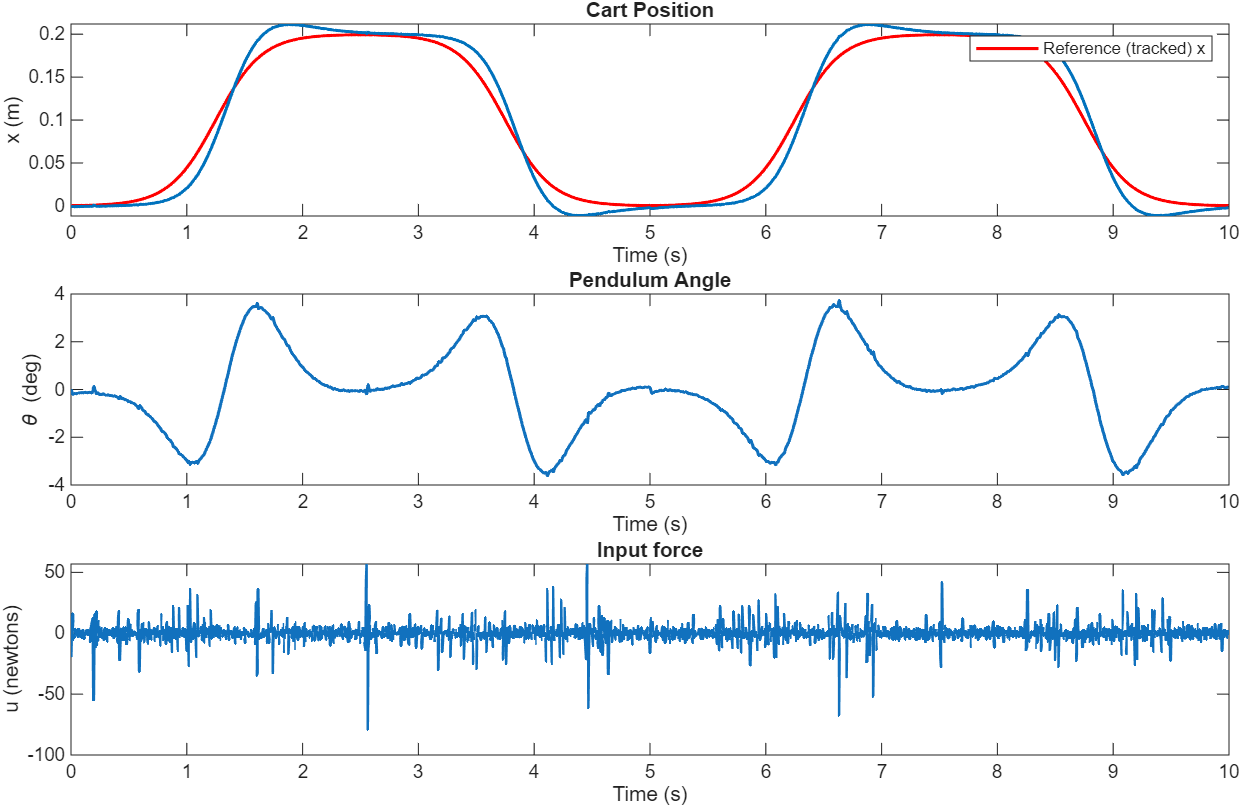 Cart Position
0.2
0.15
0.1
0.05
0
x (m)
Reference (tracked) x
0 1 2 3 4 5 6 7 8 9 10
Time (s)
Pendulum Angle
4
2
0
-2
-4
θ (deg)
0 1 2 3 4 5 6 7 8 9 10
Time (s)
Input force
50
0
-50
-100
u (newtons)
0 1 2 3 4 5 6 7 8 9 10
Time (s)